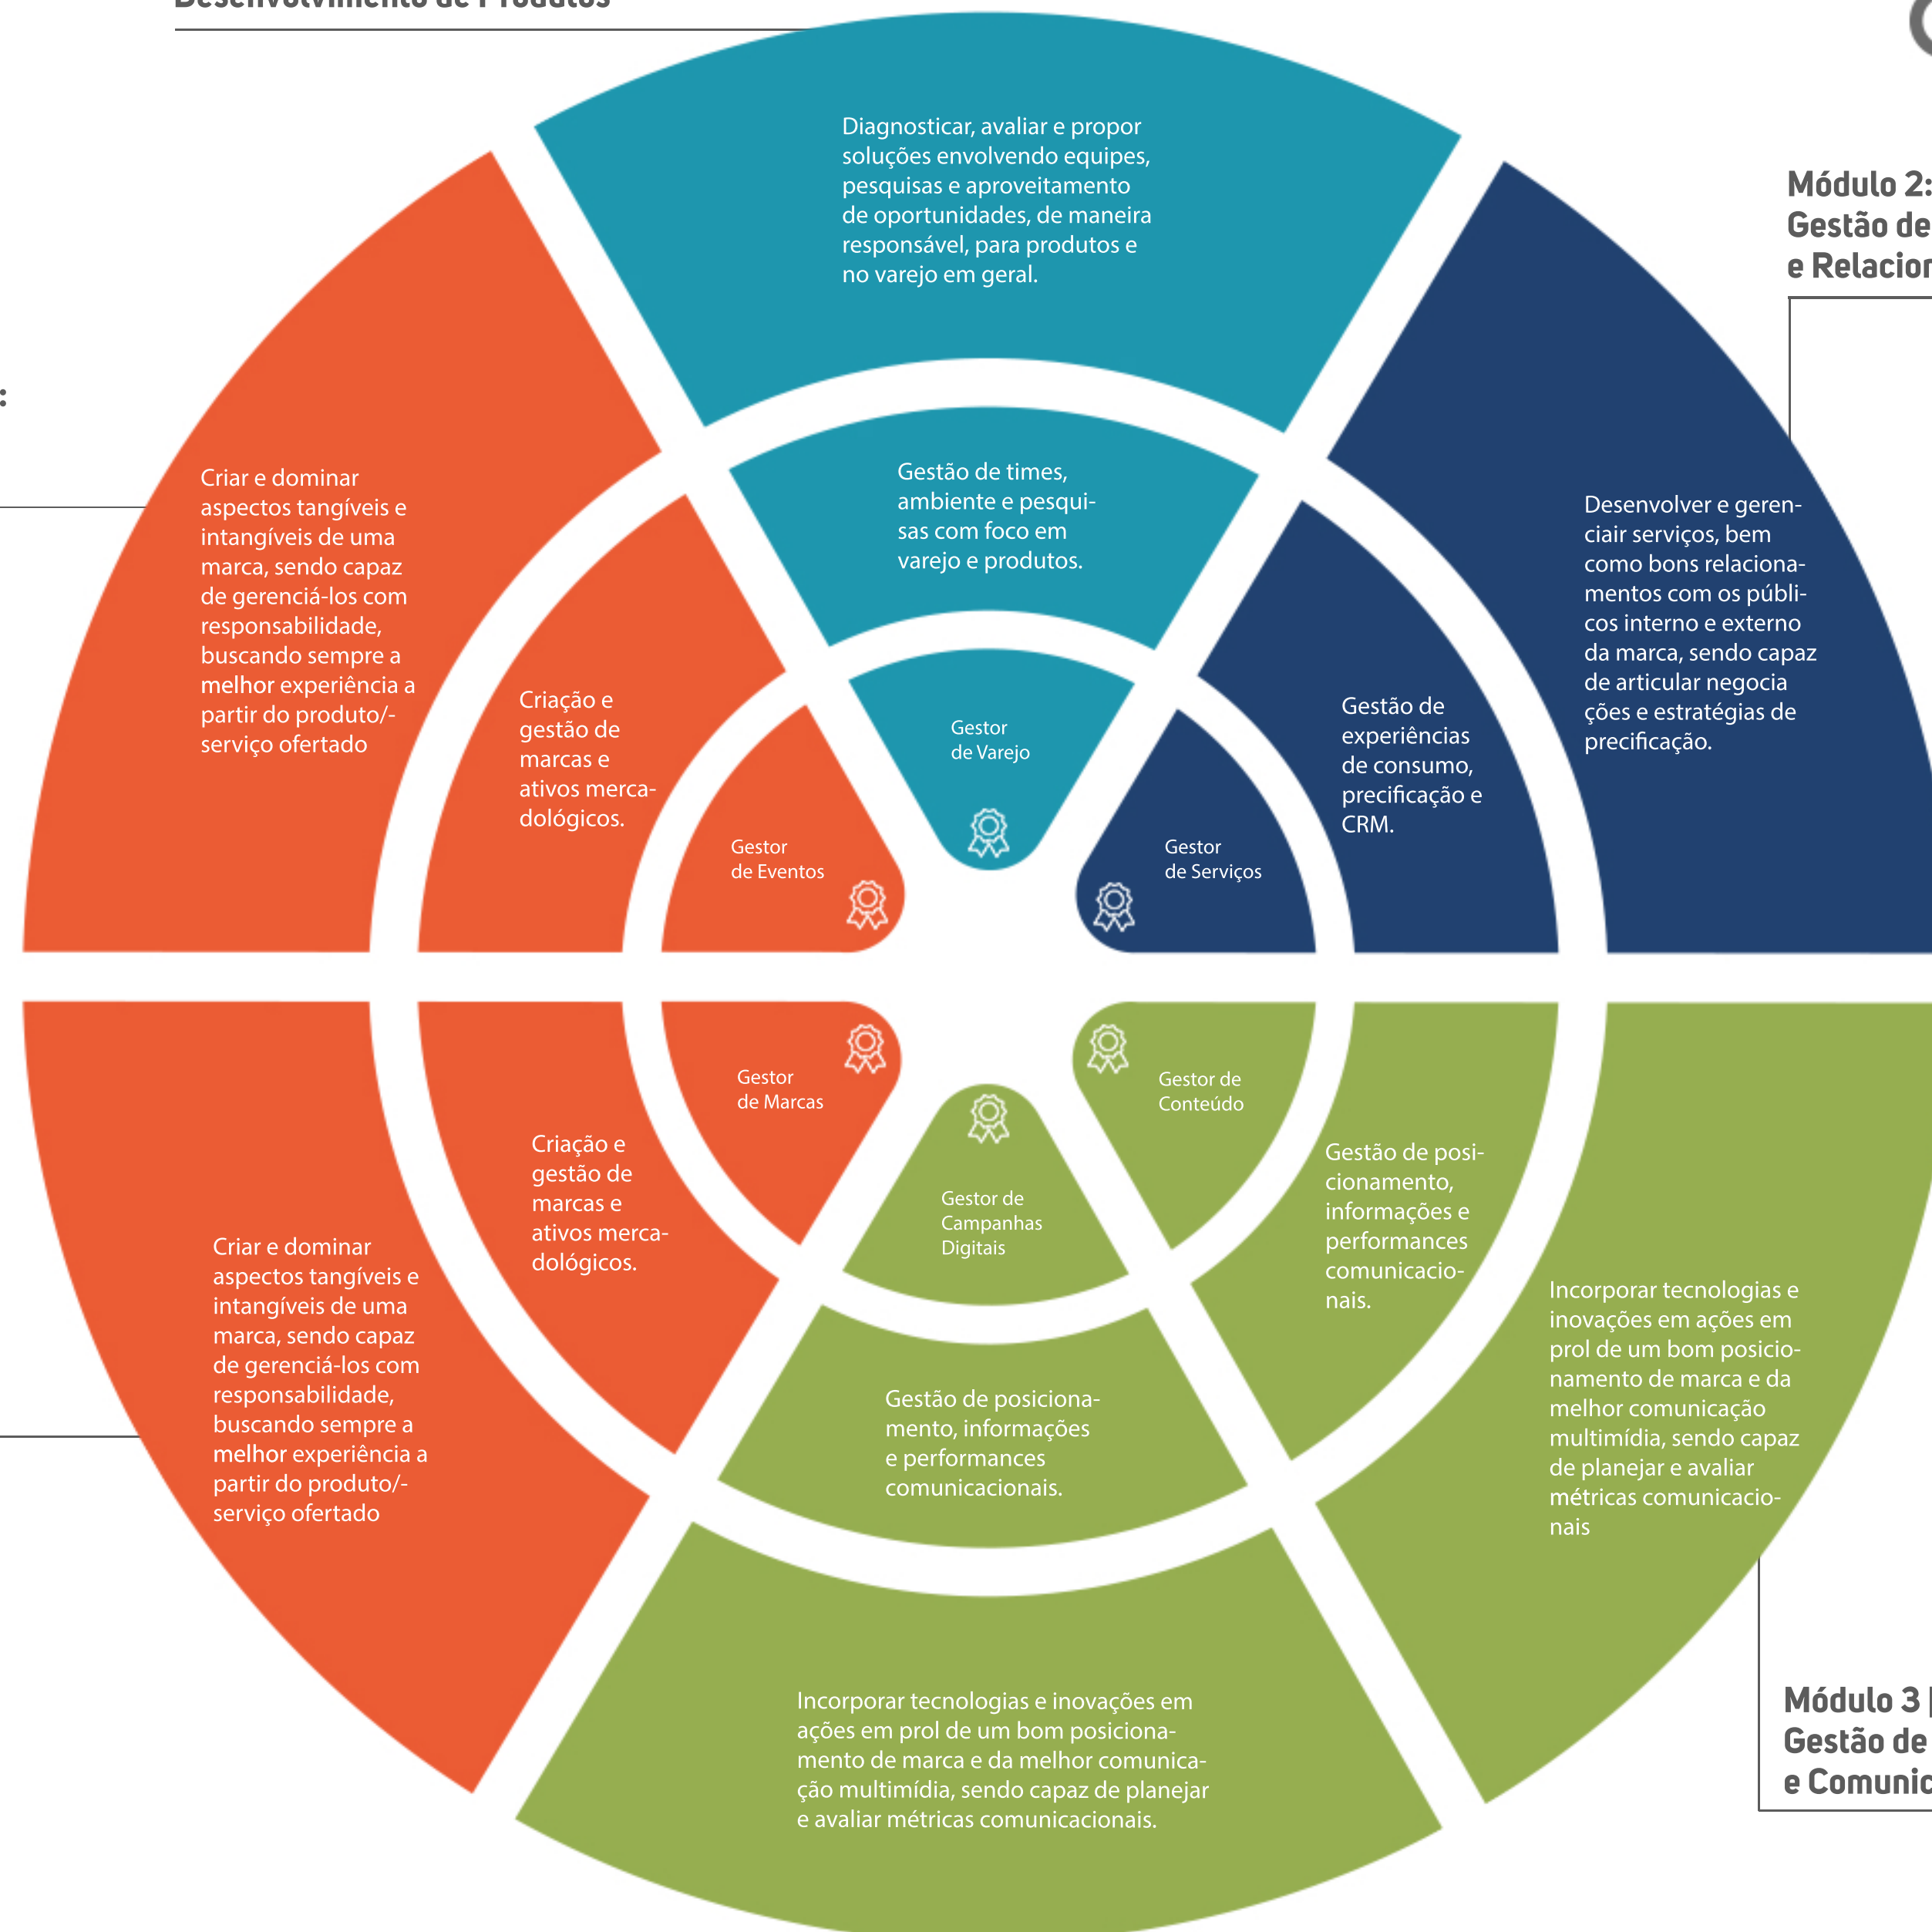 Desenvolvimento de Produtos
Diagnosticar, avaliar e propor
soluções envolvendo equipes,
pesquisas e aproveitamento
de oportunidades, de maneira
responsável, para produtos e
no varejo em geral.
Módulo 2:
Gestão de
e Relacion
:
Criar e dominar
aspectos tangíveis e
intangíveis de uma
marca, sendo capaz
de gerenciá-los com
responsabilidade,
buscando sempre a
melhor experiência a
partir do produto/-
serviço ofertado
Gestão de times,
ambiente e pesqui-
sas com foco em
varejo e produtos.
Desenvolver e geren-
ciair serviços, bem
como bons relaciona-
mentos com os públi-
cos interno e externo
da marca, sendo capaz
de articular negocia
ções e estratégias de
precificação.
Criação e
gestão de
marcas e
ativos merca-
dológicos.
Gestor
de Varejo
Gestão de
experiências
de consumo,
precificação e
CRM.
Gestor
de Eventos
Gestor
de Serviços
Gestor
de Marcas
Gestor de
Conteúdo
Criação e
gestão de
marcas e
ativos merca-
dológicos.
Gestor de
Campanhas
Digitais
Gestão de posi-
cionamento,
informações e
performances
comunicacio-
nais.
Criar e dominar
aspectos tangíveis e
intangíveis de uma
marca, sendo capaz
de gerenciá-los com
responsabilidade,
buscando sempre a
melhor experiência a
partir do produto/-
serviço ofertado
Gestão de posiciona-
mento, informações
e performances
comunicacionais.
Incorporar tecnologias e
inovações em ações em
prol de um bom posicio-
namento de marca e da
melhor comunicação
multimídia, sendo capaz
de planejar e avaliar
métricas comunicacio-
nais
Incorporar tecnologias e inovações em
ações em prol de um bom posiciona-
mento de marca e da melhor comunica-
ção multimídia, sendo capaz de planejar
e avaliar métricas comunicacionais.
Módulo 3 |
Gestão de
e Comunic